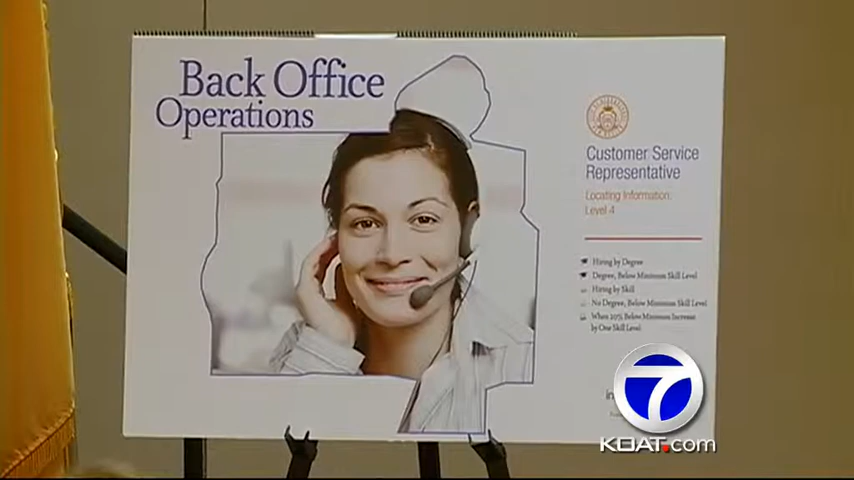 Back Office
Operations
Customer Service
Representative
Locating Information:
Level 4
Hiring by Degree
Degree, Below Minimum Skill Level
Hiring by Skill
No Degree, Below Minimum Skill Level
When 20% Below Minimum Increase
by One Skill Level
7
KOAT.com